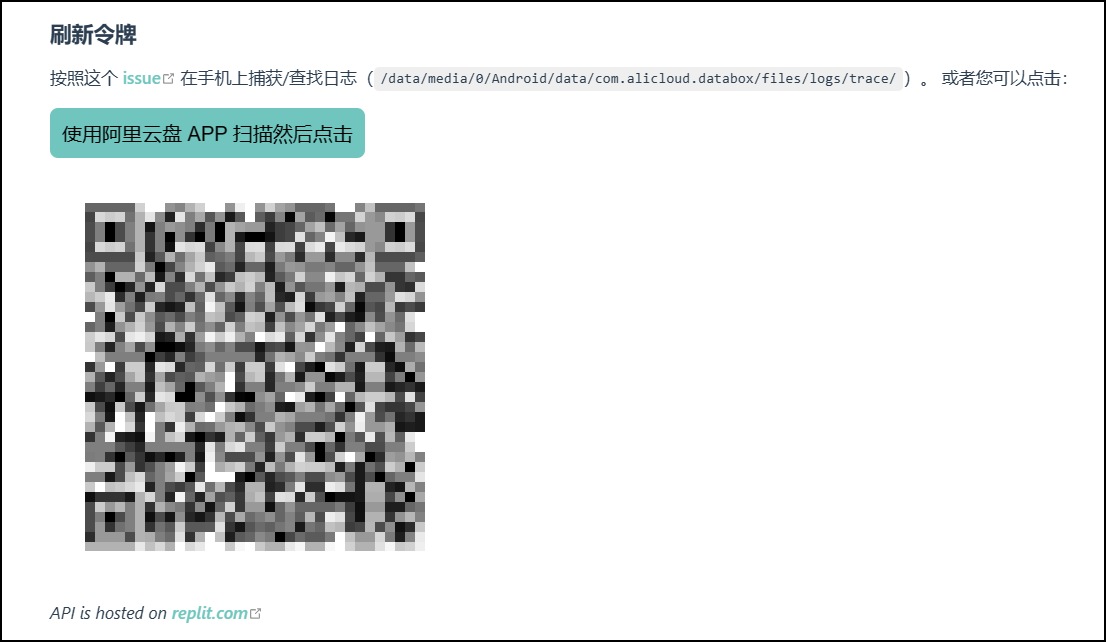 刷新令牌
按照这个 issue 在手机上捕获/查找日志（/data/media/0/Android/data/com.alicloud.databox/files/logs/trace/）。 或者您可以点击：
使用阿里云盘 APP 扫描然后点击
API is hosted on replit.com